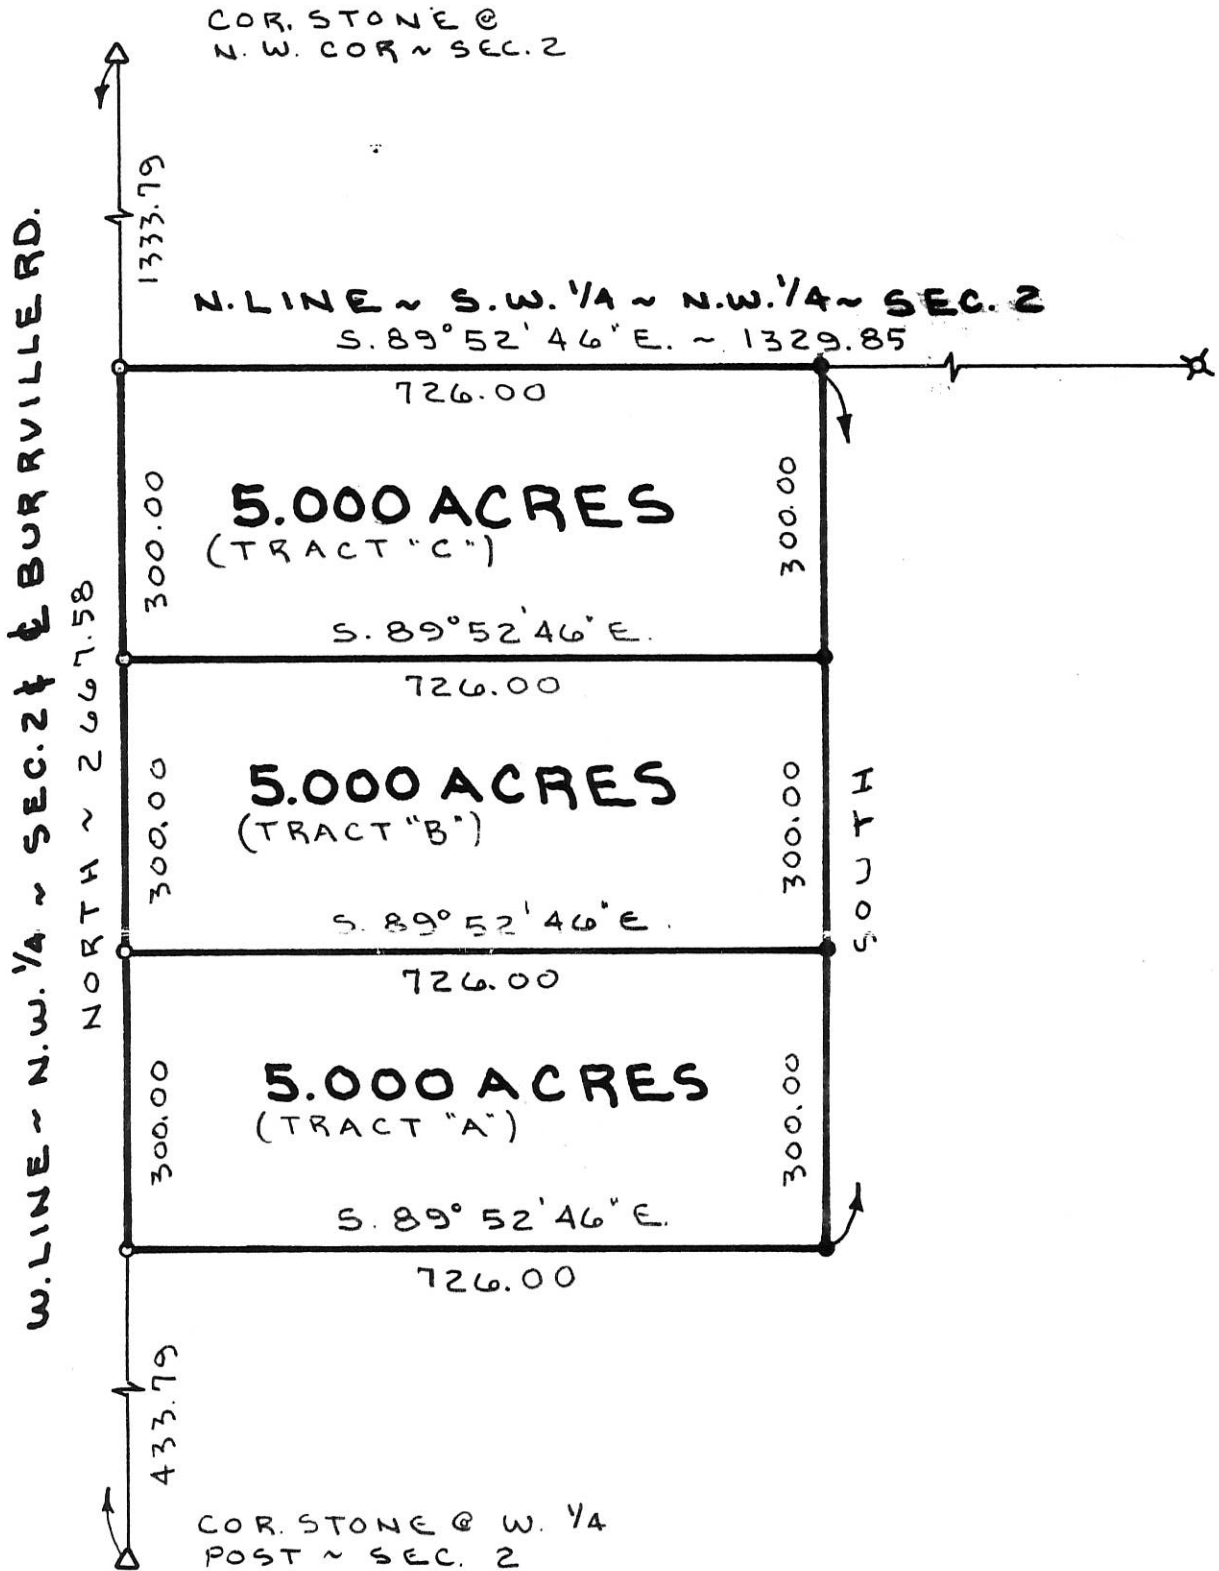 COR. STONE @
N.W. COR ~ SEC. 2
1333.79
N. LINE ~ S.W. 1/4 ~ N.W. 1/4 ~ SEC. 2
S. 89° 52' 46" E. ~ 1329.85
726.00
300.00
5.000 ACRES
(TRACT "C")
300.00
S. 89° 52' 46" E.
726.00
W. LINE ~ N.W. 1/4 ~ SEC. 2 & ℄ BURRVILLE RD.
NORTH ~ 2667.58
300.00
5.000 ACRES
(TRACT "B")
300.00
SOUTH
S. 89° 52' 46" E.
726.00
300.00
5.000 ACRES
(TRACT "A")
300.00
S. 89° 52' 46" E.
726.00
433.79
COR. STONE @ W. 1/4
POST ~ SEC. 2